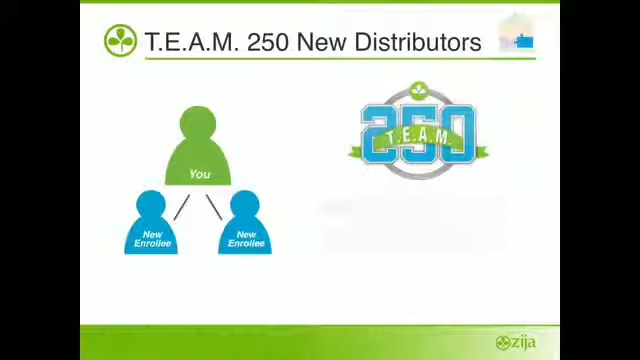 T.E.A.M. 250 New Distributors
250
T.E.A.M.
You
New
Enrollee
New
Enrollee
zija